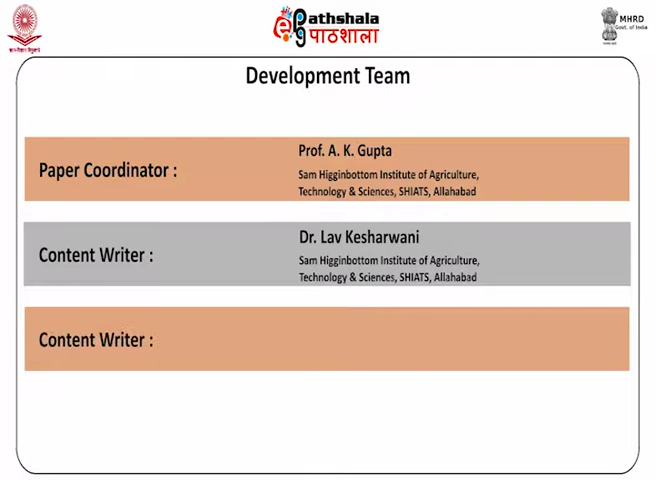 ePathshala
पाठशाला
MHRD
Govt. of India
Development Team
Paper Coordinator :
Prof. A. K. Gupta
Sam Higginbottom Institute of Agriculture,
Technology & Sciences, SHIATS, Allahabad
Content Writer :
Dr. Lav Kesharwani
Sam Higginbottom Institute of Agriculture,
Technology & Sciences, SHIATS, Allahabad
Content Writer :